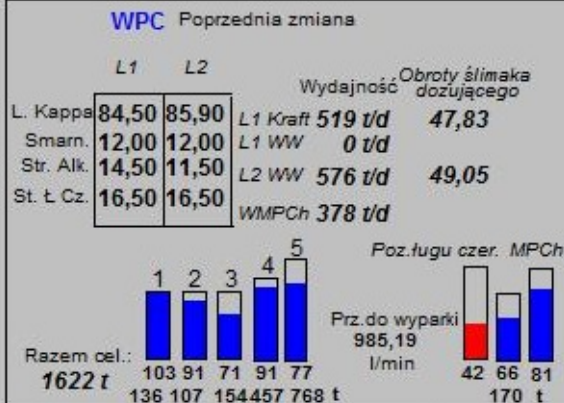 WPC Poprzednia zmiana
L1 L2
Wydajność Obroty ślimaka dozującego
L. Kappa 84,50 85,90 L1 Kraft 519 t/d 47,83
Smarn. 12,00 12,00 L1 WW 0 t/d
Str. Alk. 14,50 11,50 L2 WW 576 t/d 49,05
St. Ł Cz. 16,50 16,50
WMPCh 378 t/d
Poz.ługu czer. MPCh
1 2 3 4 5
Prz.do wyparki
985,19
l/min
Razem cel.:
1622 t
103 91 71 91 77
42 66 81
136 107 154 457 768 t
170 t